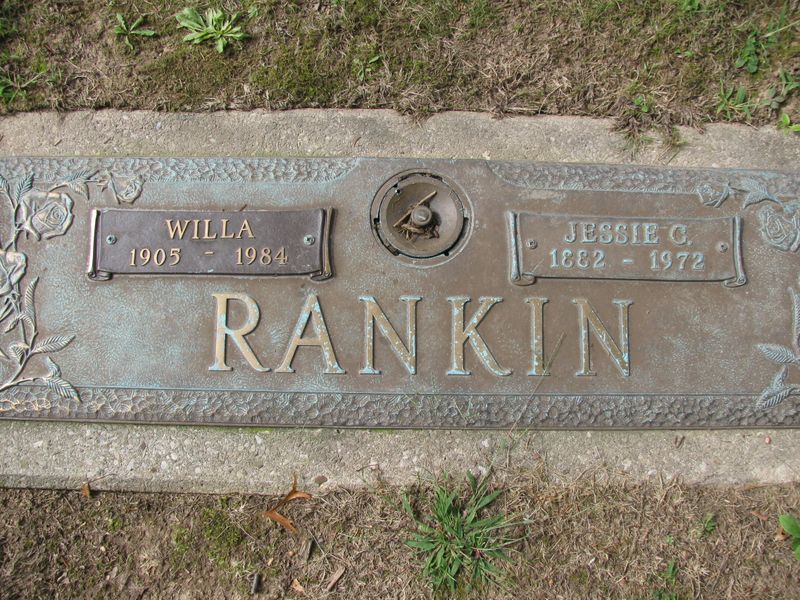 WILLA
1905 - 1984
JESSIE C.
1882 - 1972
RANKIN